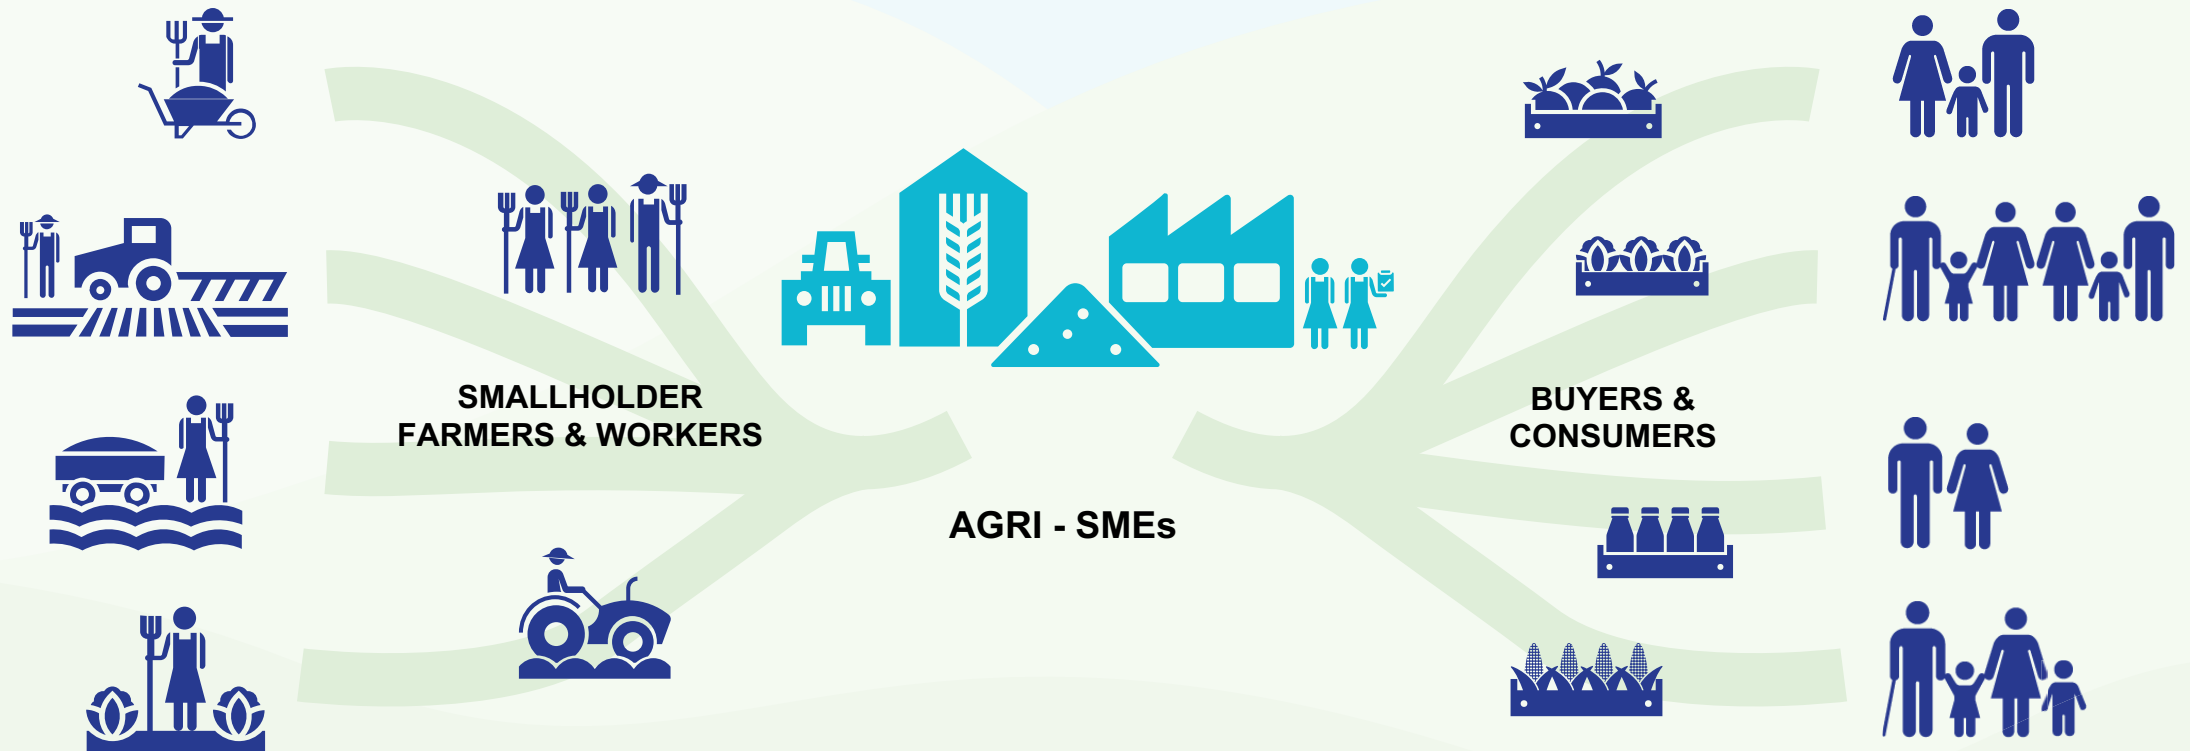 SMALLHOLDER
FARMERS & WORKERS
AGRI - SMEs
BUYERS &
CONSUMERS